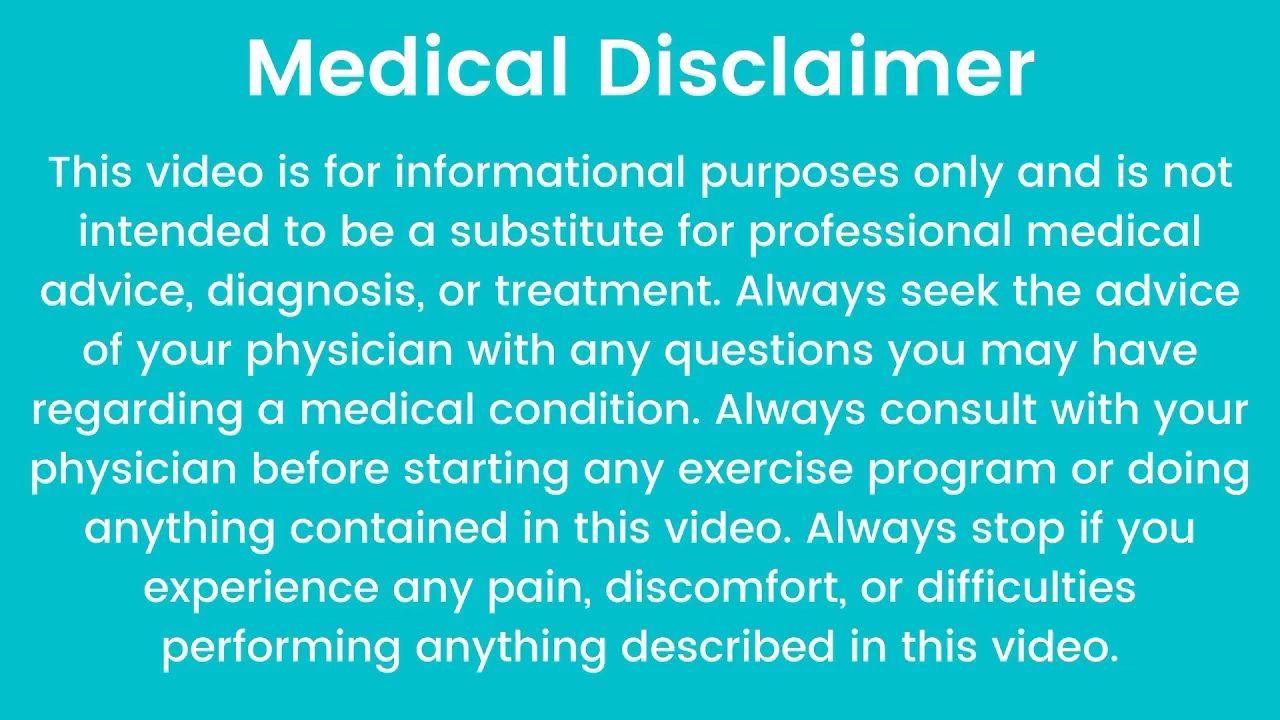 Medical Disclaimer
This video is for informational purposes only and is not
intended to be a substitute for professional medical
advice, diagnosis, or treatment. Always seek the advice
of your physician with any questions you may have
regarding a medical condition. Always consult with your
physician before starting any exercise program or doing
anything contained in this video. Always stop if you
experience any pain, discomfort, or difficulties
performing anything described in this video.